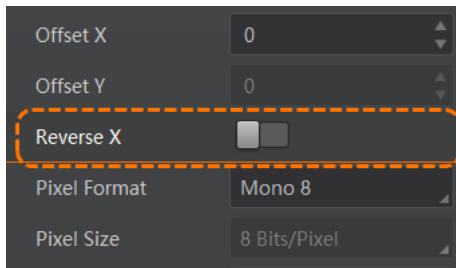 Offset X 0
Offset Y 0
Reverse X
Pixel Format Mono 8
Pixel Size 8 Bits/Pixel